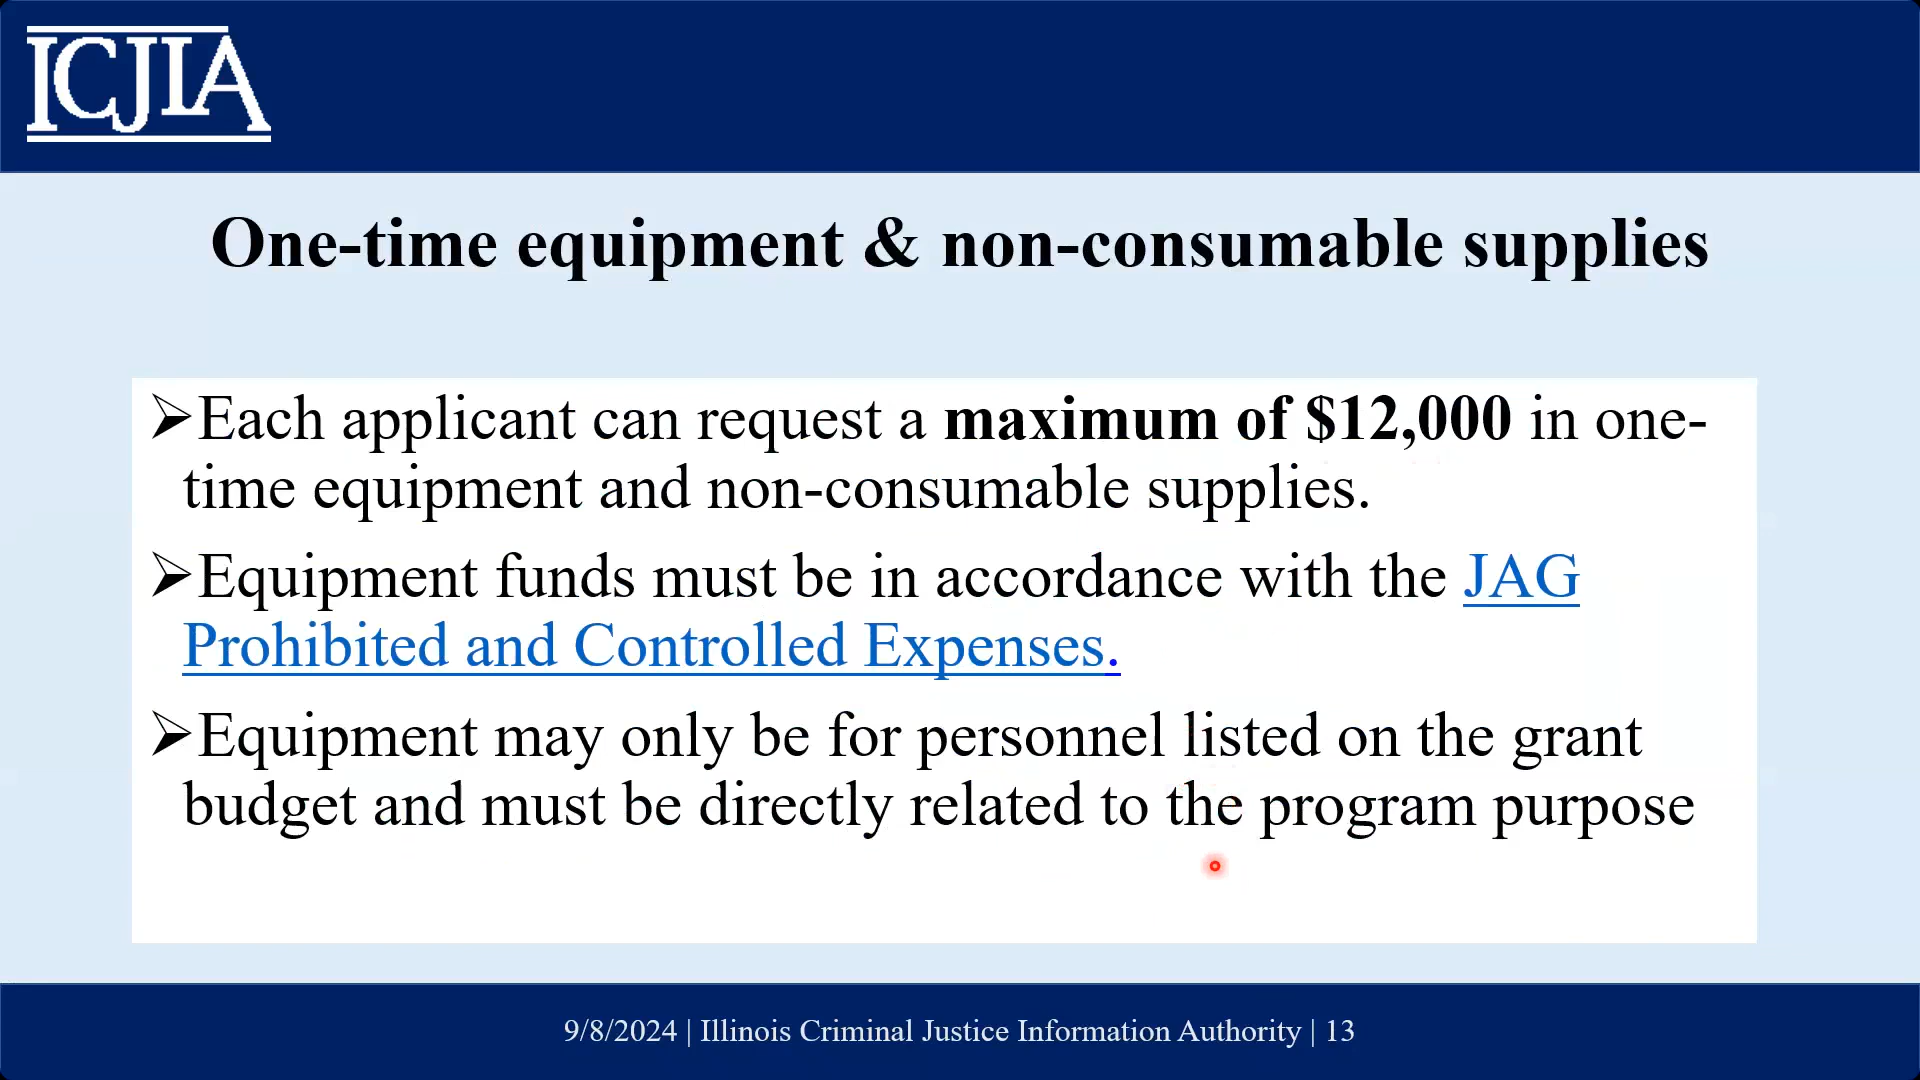 ICJIA
One-time equipment & non-consumable supplies
➢Each applicant can request a maximum of $12,000 in one-
time equipment and non-consumable supplies.
➢Equipment funds must be in accordance with the JAG
Prohibited and Controlled Expenses.
➢Equipment may only be for personnel listed on the grant
budget and must be directly related to the program purpose
9/8/2024 | Illinois Criminal Justice Information Authority | 13